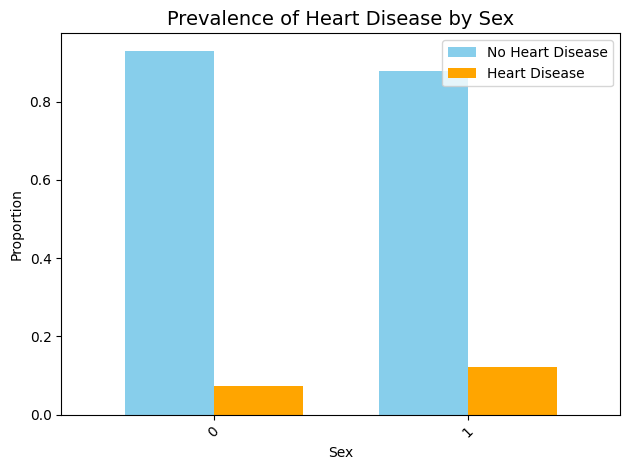 Prevalence of Heart Disease by Sex
No Heart Disease
Heart Disease
Proportion
0.8
0.6
0.4
0.2
0.0
0
1
Sex